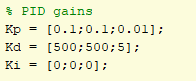 % PID gains
Kp = [0.1;0.1;0.01];
Kd = [500;500;5];
Ki = [0;0;0];